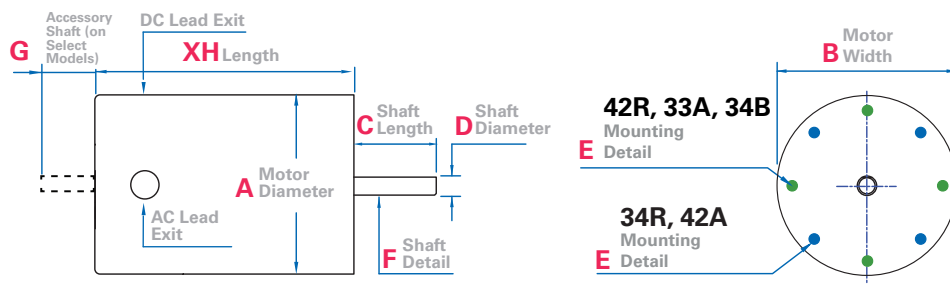 Accessory
Shaft (on
Select
Models)
G
DC Lead Exit
XH Length
C Shaft
Length
D Shaft
Diameter
A Motor
Diameter
AC Lead
Exit
F Shaft
Detail
B Motor
Width
42R, 33A, 34B
E Mounting
Detail
34R, 42A
E Mounting
Detail